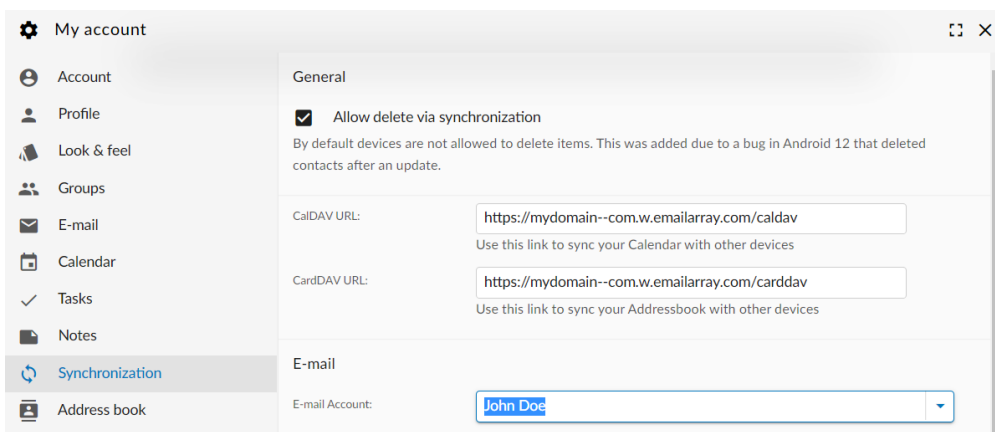 My account
Account
Profile
Look & feel
Groups
E-mail
Calendar
Tasks
Notes
Synchronization
Address book
General
Allow delete via synchronization
By default devices are not allowed to delete items. This was added due to a bug in Android 12 that deleted
contacts after an update.
CalDAV URL:
https://mydomain--com.w.emailarray.com/caldav
Use this link to sync your Calendar with other devices
CardDAV URL:
https://mydomain--com.w.emailarray.com/carddav
Use this link to sync your Addressbook with other devices
E-mail
E-mail Account:
John Doe